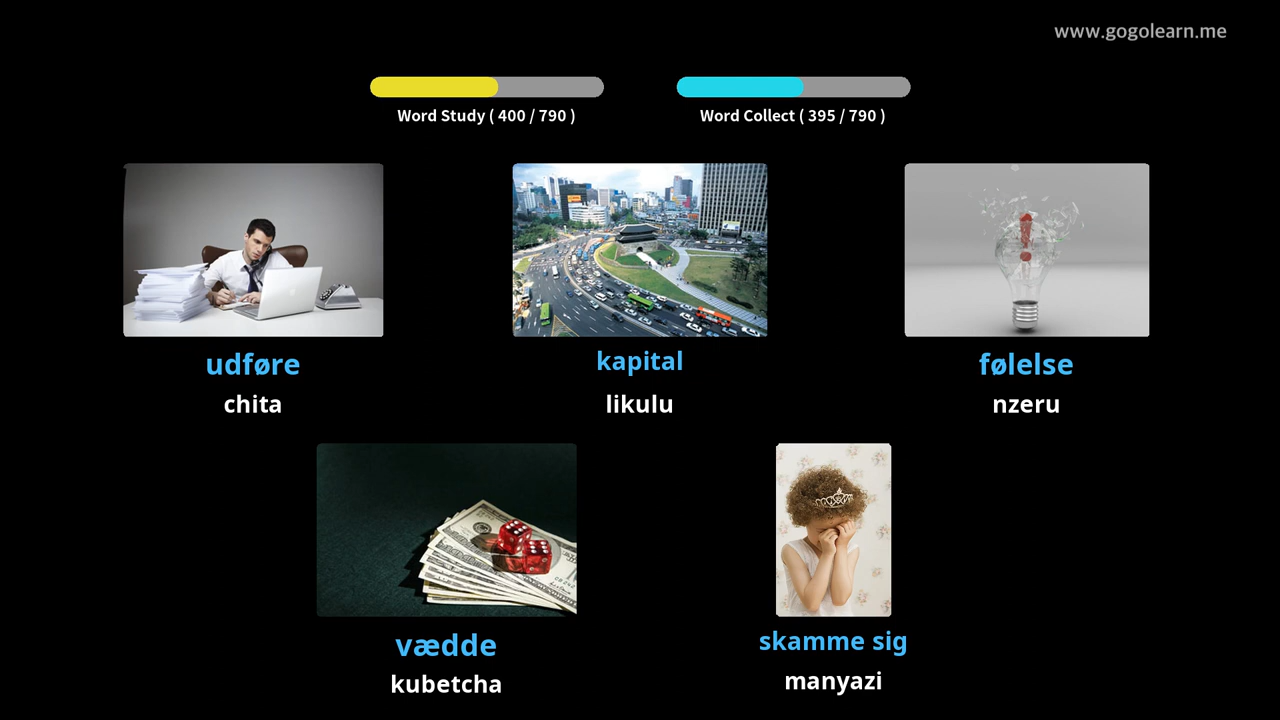 www.gogolearn.me
Word Study ( 400 / 790 )
Word Collect ( 395 / 790 )
udføre
chita
kapital
likulu
følelse
nzeru
vædde
kubetcha
skamme sig
manyazi